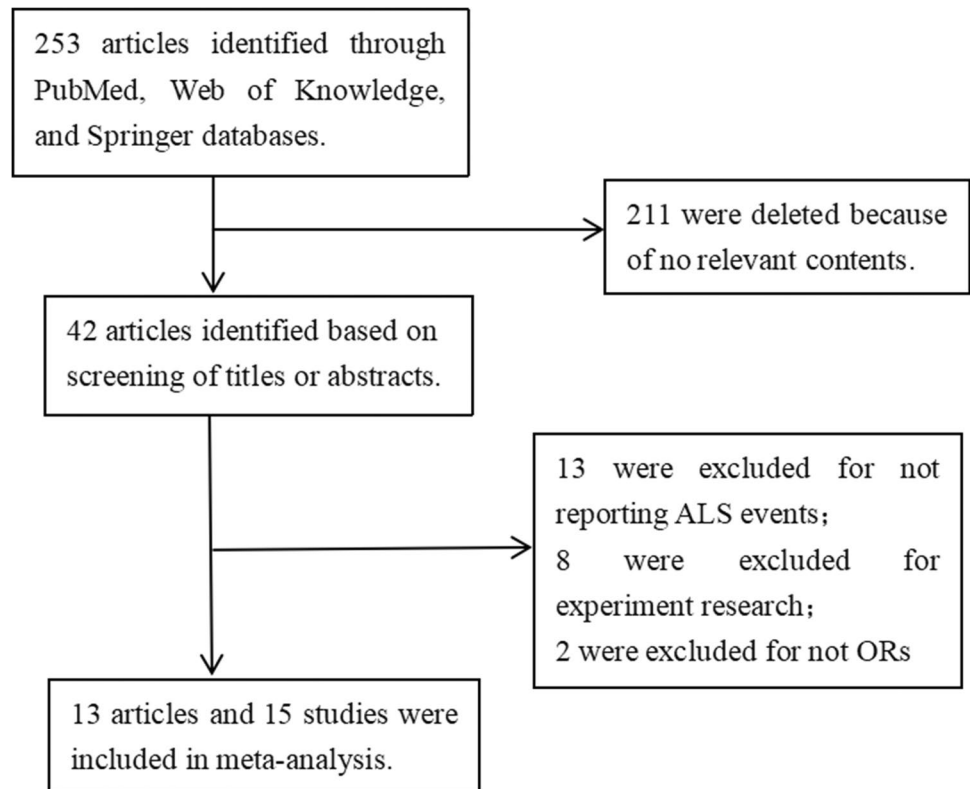 253 articles identified through
PubMed, Web of Knowledge,
and Springer databases.
211 were deleted because
of no relevant contents.
42 articles identified based on
screening of titles or abstracts.
13 were excluded for not
reporting ALS events；
8 were excluded for
experiment research；
2 were excluded for not ORs
13 articles and 15 studies were
included in meta-analysis.